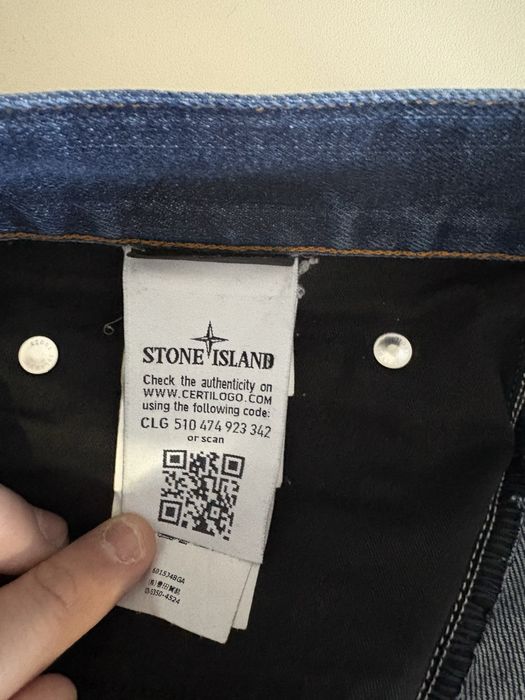 STONE ISLAND
Check the authenticity on
WWW.CERTILOGO.COM
using the following code:
CLG 510 474 923 342
or scan